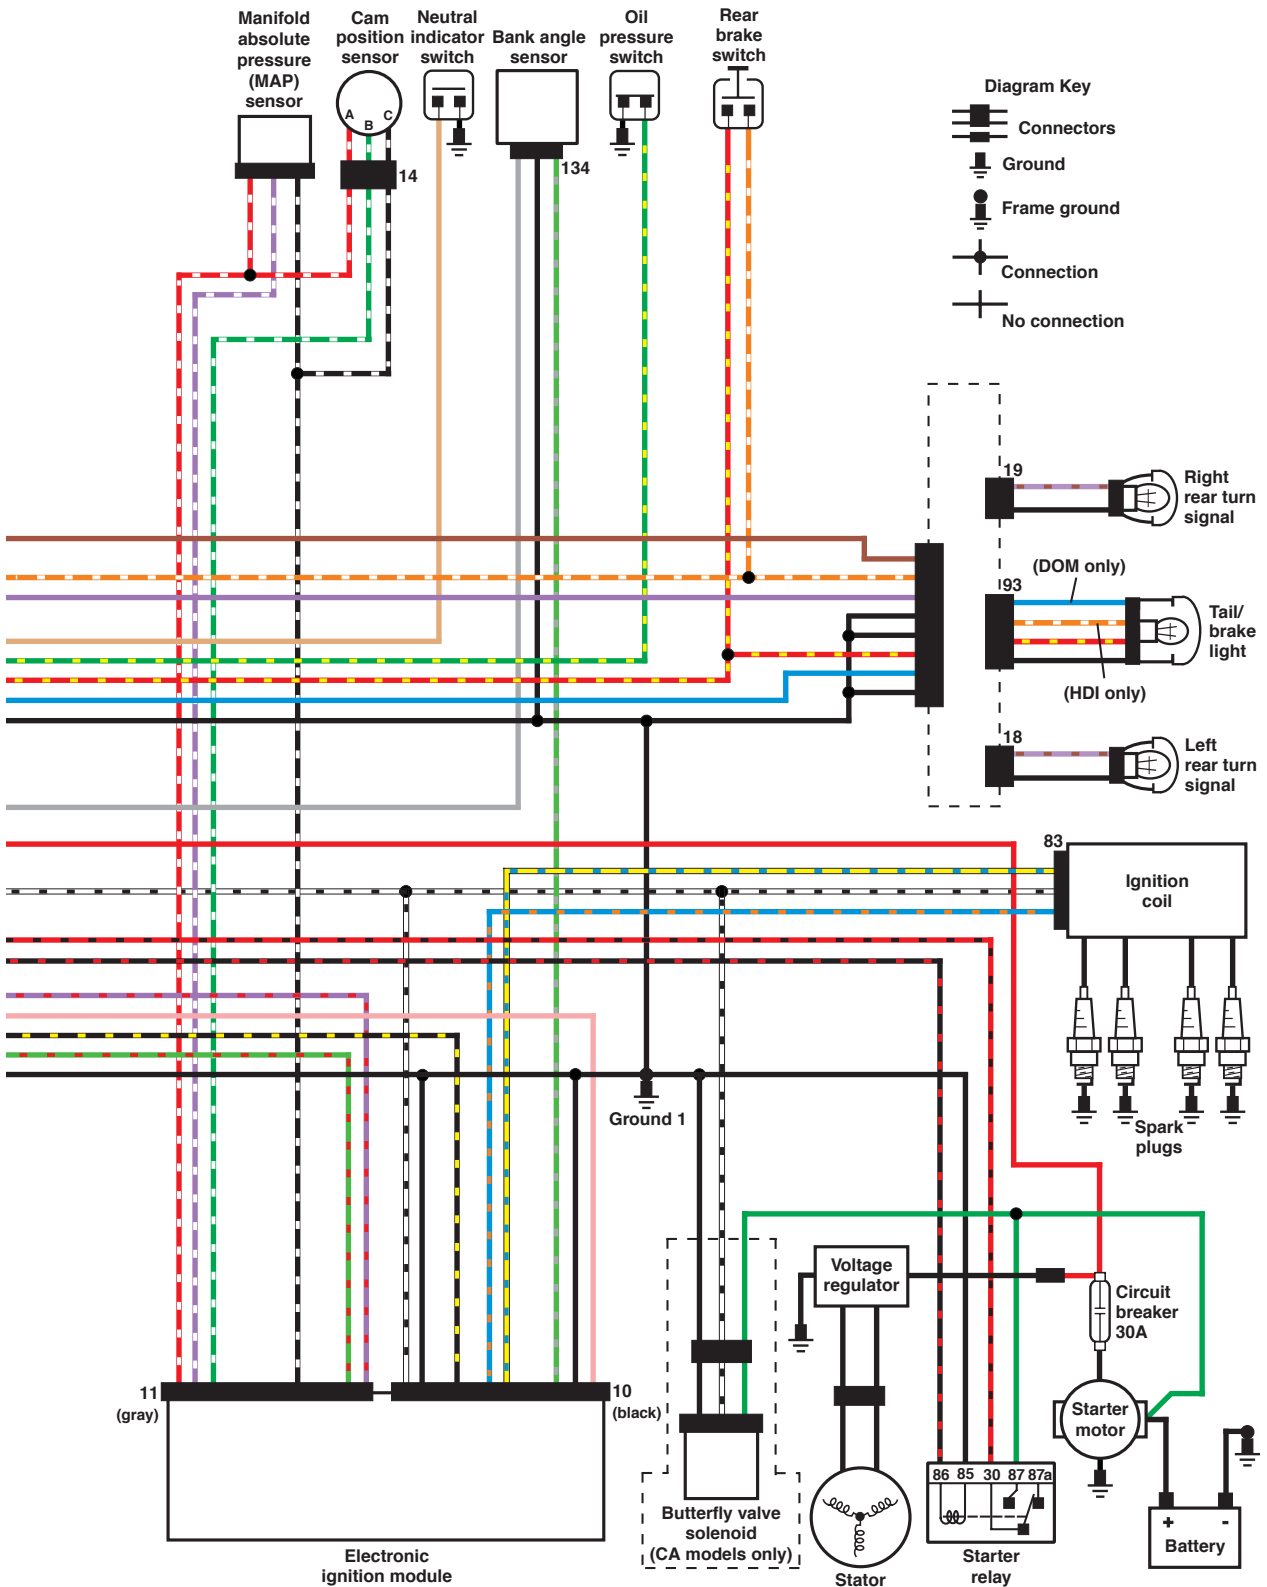 Manifold
absolute
pressure
(MAP)
sensor
Cam
position
sensor
Neutral
indicator
switch
Bank angle
sensor
Oil
pressure
switch
Rear
brake
switch
Diagram Key
Connectors
Ground
Frame ground
Connection
No connection
A
B
C
14
134
19
Right
rear turn
signal
(DOM only)
93
Tail/
brake
light
(HDI only)
18
Left
rear turn
signal
83
Ignition
coil
Spark
plugs
Ground 1
Voltage
regulator
Circuit
breaker
30A
11
(gray)
10
(black)
Starter
motor
86 85 30 87 87a
Butterfly valve
solenoid
(CA models only)
+ -
Battery
Electronic
ignition module
Stator
Starter
relay